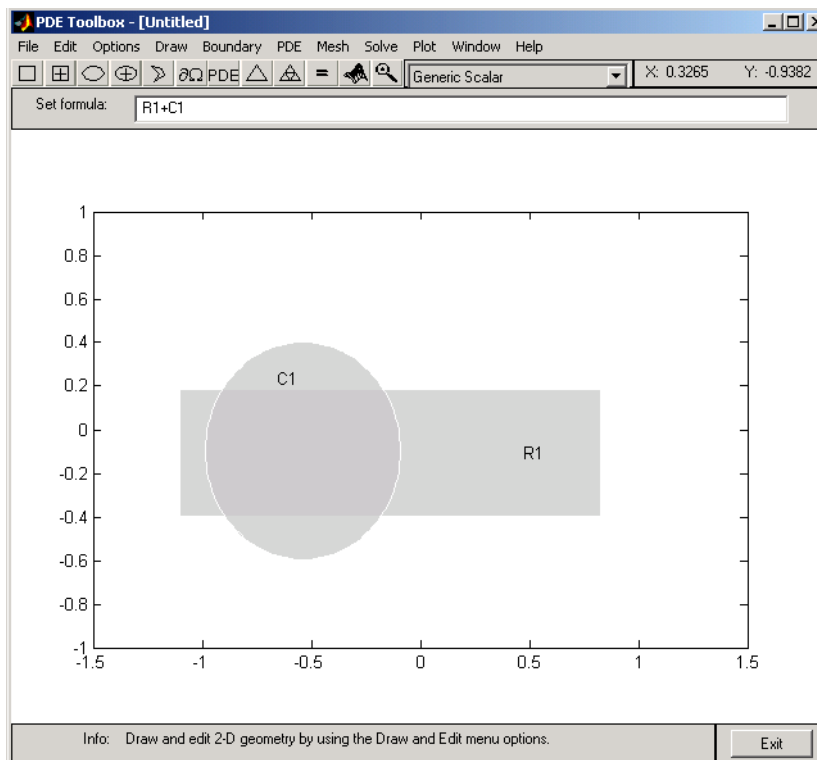 PDE Toolbox - [Untitled]
File Edit Options Draw Boundary PDE Mesh Solve Plot Window Help
∂Ω PDE = Generic Scalar X: 0.3265 Y: -0.9382
Set formula: R1+C1
1
0.8
0.6
0.4
C1
0.2
0
R1
-0.2
-0.4
-0.6
-0.8
-1
-1.5 -1 -0.5 0 0.5 1 1.5
Info: Draw and edit 2-D geometry by using the Draw and Edit menu options. Exit